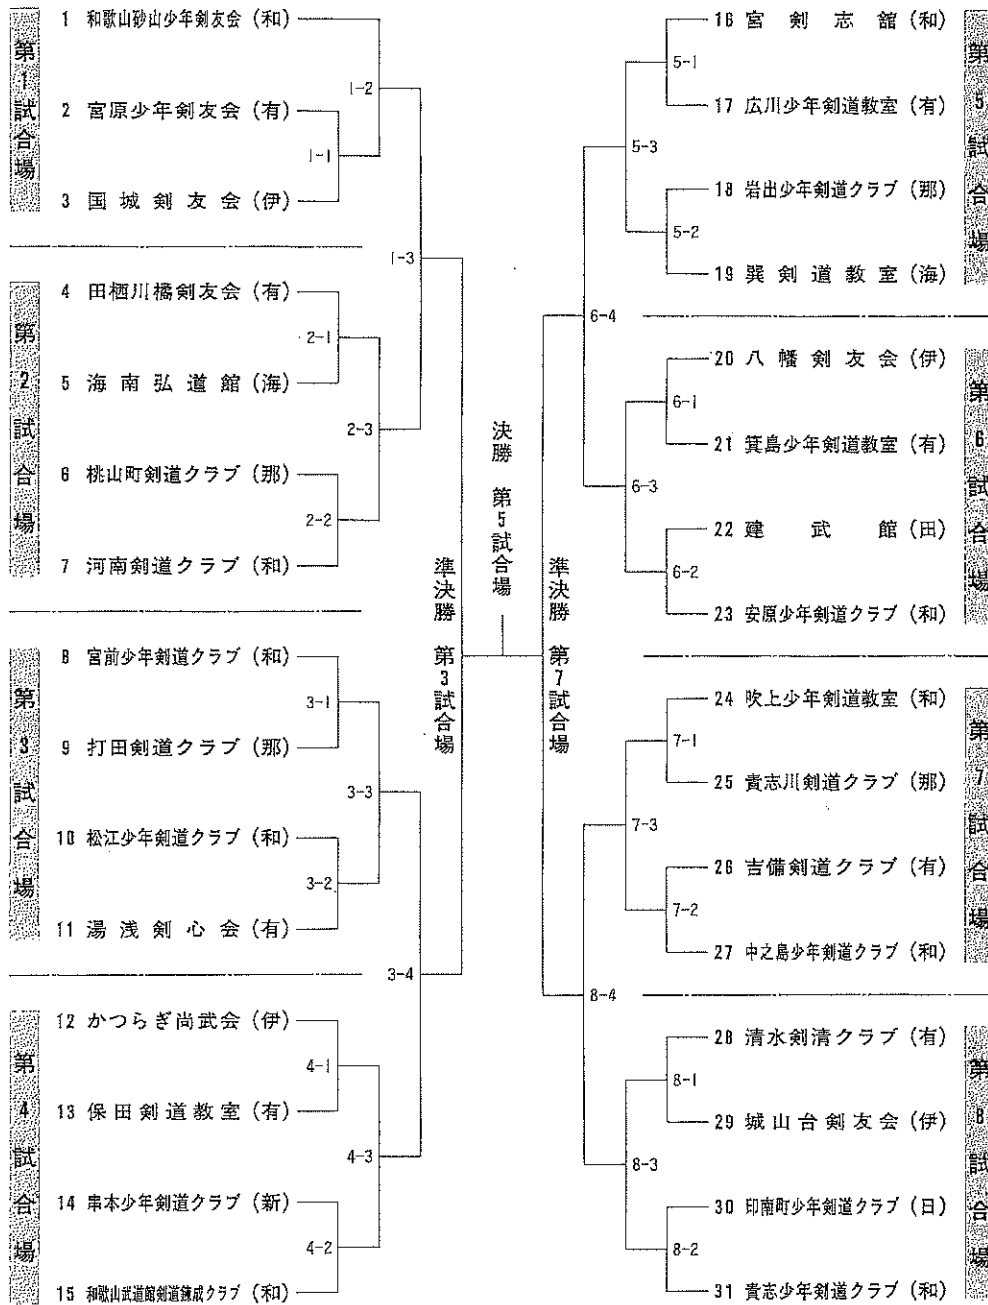 第1試合場
1 和歌山砂山少年剣友会 (和)
2 宮原少年剣友会 (有)
3 国城剣友会 (伊)
1-1
1-2
1-3
第2試合場
4 田栖川橘剣友会 (有)
5 海南弘道館 (海)
6 桃山町剣道クラブ (那)
7 河南剣道クラブ (和)
2-1
2-2
2-3
第3試合場
8 宮前少年剣道クラブ (和)
9 打田剣道クラブ (那)
10 松江少年剣道クラブ (和)
11 湯浅剣心会 (有)
3-1
3-2
3-3
3-4
第4試合場
12 かつらぎ尚武会 (伊)
13 保田剣道教室 (有)
14 串本少年剣道クラブ (新)
15 和歌山武道館剣道錬成クラブ (和)
4-1
4-2
4-3
準決勝 第3試合場
決勝 第5試合場
準決勝 第7試合場
16 宮剣志館 (和)
17 広川少年剣道教室 (有)
18 岩出少年剣道クラブ (那)
19 巽剣道教室 (海)
5-1
5-2
5-3
第5試合場
20 八幡剣友会 (伊)
21 箕島少年剣道教室 (有)
22 建武館 (田)
23 安原少年剣道クラブ (和)
6-1
6-2
6-3
6-4
第6試合場
24 吹上少年剣道教室 (和)
25 貴志川剣道クラブ (那)
26 吉備剣道クラブ (有)
27 中之島少年剣道クラブ (和)
7-1
7-2
7-3
第7試合場
28 清水剣清クラブ (有)
29 城山台剣友会 (伊)
30 印南町少年剣道クラブ (日)
31 貴志少年剣道クラブ (和)
8-1
8-2
8-3
8-4
第8試合場